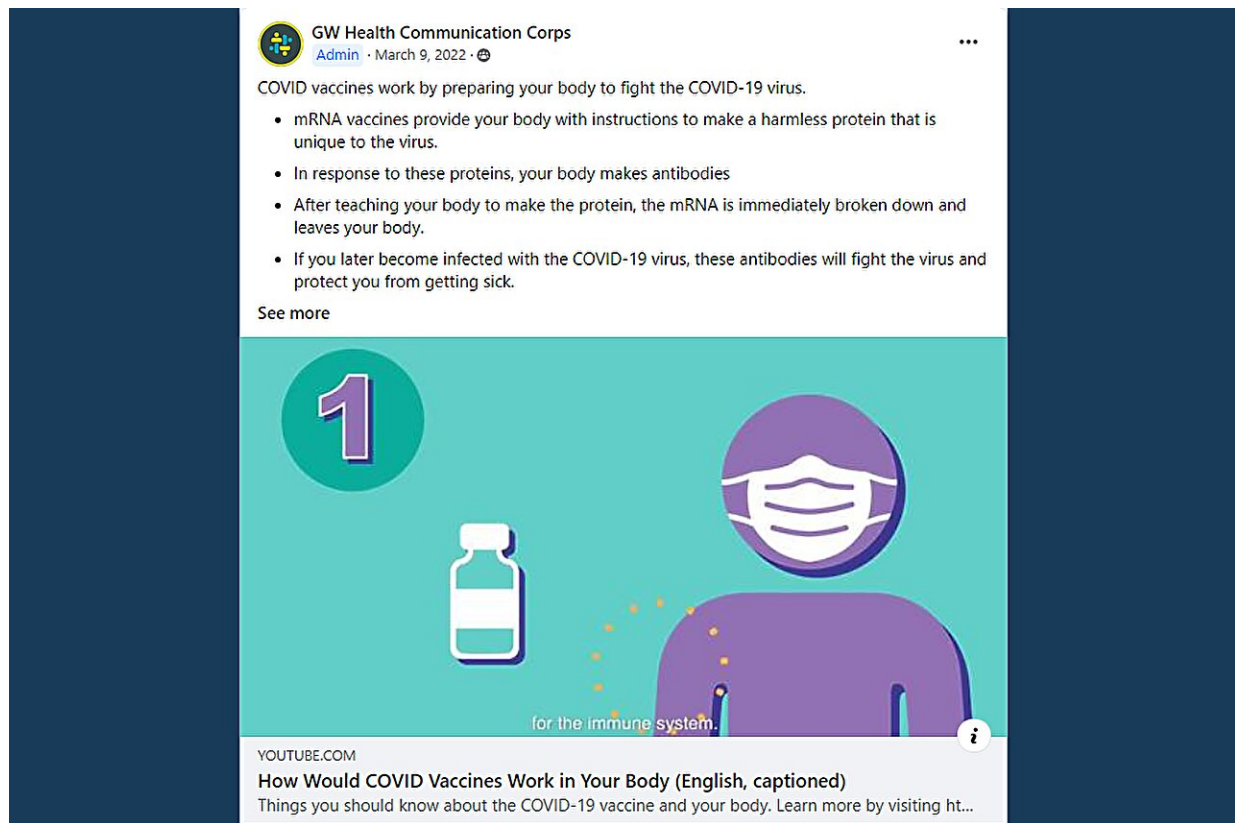 GW Health Communication Corps
Admin · March 9, 2022 ·
COVID vaccines work by preparing your body to fight the COVID-19 virus.
• mRNA vaccines provide your body with instructions to make a harmless protein that is
unique to the virus.
• In response to these proteins, your body makes antibodies
• After teaching your body to make the protein, the mRNA is immediately broken down and
leaves your body.
• If you later become infected with the COVID-19 virus, these antibodies will fight the virus and
protect you from getting sick.
See more
1
for the immune system.
YOUTUBE.COM
How Would COVID Vaccines Work in Your Body (English, captioned)
Things you should know about the COVID-19 vaccine and your body. Learn more by visiting ht...